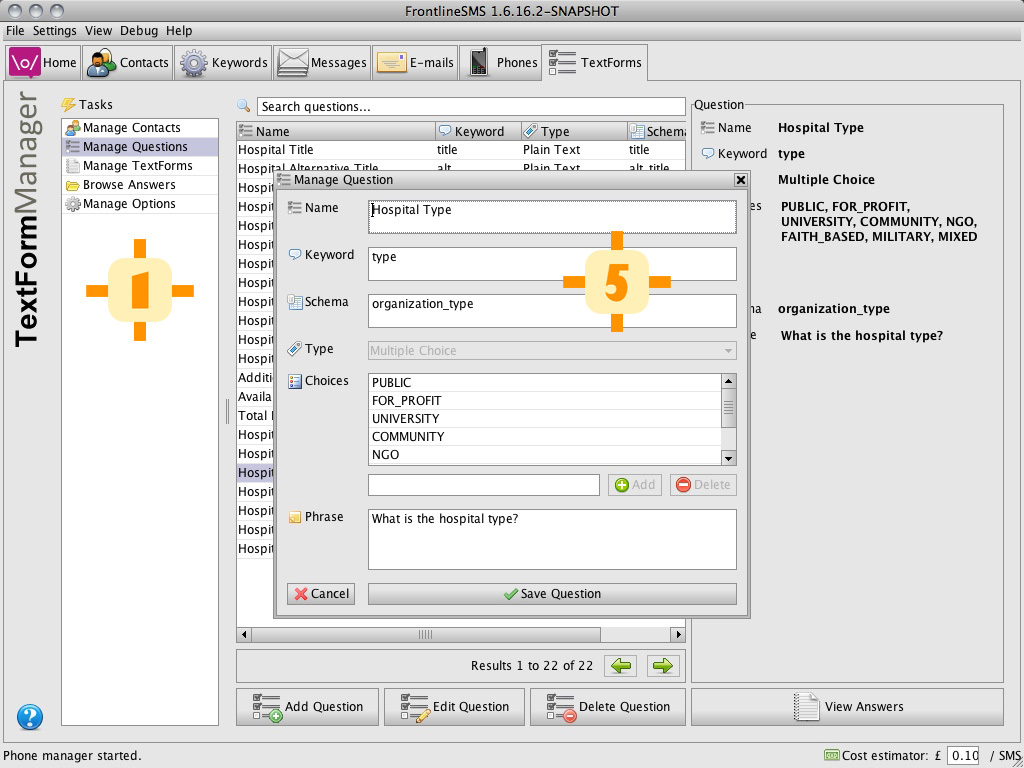 FrontlineSMS 1.6.16.2-SNAPSHOT
File Settings View Debug Help
\o/ Home Contacts Keywords Messages E-mails Phones TextForms
TextFormManager
Tasks
Manage Contacts
Manage Questions
Manage TextForms
Browse Answers
Manage Options
1
Search questions...
Name Keyword Type Schema
Hospital Title title Plain Text title
Hospital Alternative Title alt Plain Text alt_title
Hospi
Hospi
Hospi
Hospi
Hospi
Hospi
Hospi
Hospi
Hospi
Hospi
Additi
Availa
Total
Hospit
Hospi
Hospi
Hospi
Hospi
Hospi
Hospi
Manage Question
Name Hospital Type
Keyword type
Schema organization_type
5
Type Multiple Choice
Choices PUBLIC
FOR_PROFIT
UNIVERSITY
COMMUNITY
NGO
Add Delete
Phrase What is the hospital type?
Cancel Save Question
Results 1 to 22 of 22
Add Question Edit Question Delete Question
Question
Name Hospital Type
Keyword type
Multiple Choice
es PUBLIC, FOR_PROFIT,
UNIVERSITY, COMMUNITY, NGO,
FAITH_BASED, MILITARY, MIXED
na organization_type
e What is the hospital type?
View Answers
?
Phone manager started.
Cost estimator: £ 0.10 / SMS